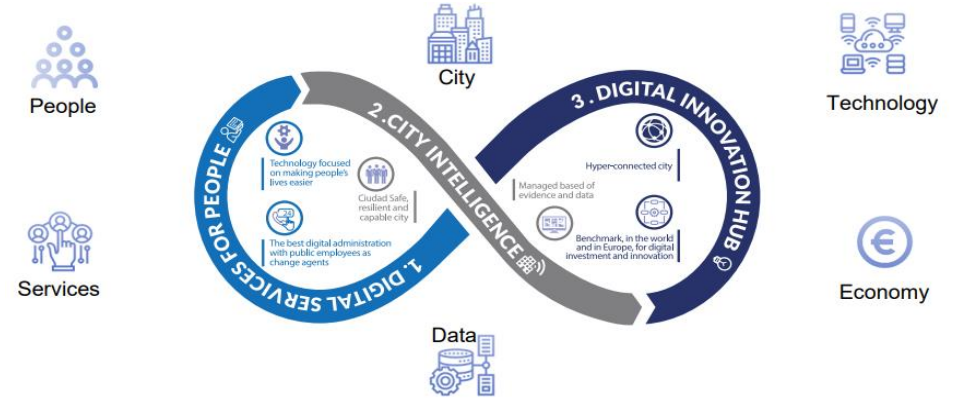 City
People
Technology
Services
Economy
Data
1. DIGITAL SERVICES FOR PEOPLE
Technology focused
on making people's
lives easier
The best digital administration
with public employees as
change agents
2. CITY INTELLIGENCE
Ciudad Safe,
resilient and
capable city
Managed based of
evidence and data
3. DIGITAL INNOVATION HUB
Hyper-connected city
Benchmark, in the world
and in Europe, for digital
investment and innovation